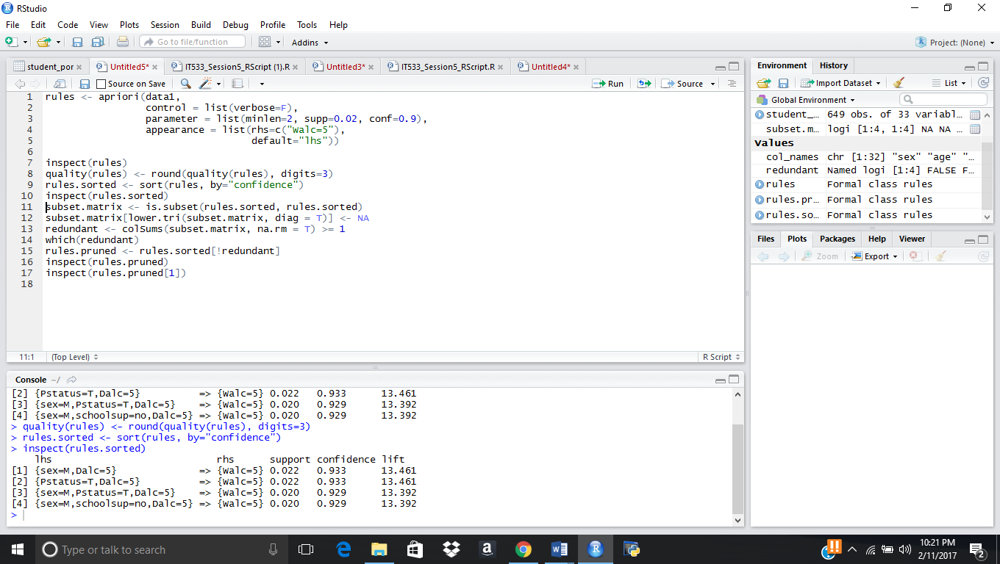 RStudio
File Edit Code View Plots Session Build Debug Profile Tools Help
Go to file/function Addins Project: (None)
student_por Untitled5* IT533_Session5_RScript (1).R Untitled3* IT533_Session5_RScript.R Untitled4*
Source on Save Run Source
1 rules <- apriori(data1,
2 control = list(verbose=F),
3 parameter = list(minlen=2, supp=0.02, conf=0.9),
4 appearance = list(rhs=c("Walc=5"),
5 default="lhs"))
6
7 inspect(rules)
8 quality(rules) <- round(quality(rules), digits=3)
9 rules.sorted <- sort(rules, by="confidence")
10 inspect(rules.sorted)
11 subset.matrix <- is.subset(rules.sorted, rules.sorted)
12 subset.matrix[lower.tri(subset.matrix, diag = T)] <- NA
13 redundant <- colSums(subset.matrix, na.rm = T) >= 1
14 which(redundant)
15 rules.pruned <- rules.sorted[!redundant]
16 inspect(rules.pruned)
17 inspect(rules.pruned[1])
18
11:1 (Top Level) R Script
Console ~/
[2] {Pstatus=T,Dalc=5} => {Walc=5} 0.022 0.933 13.461
[3] {sex=M,Pstatus=T,Dalc=5} => {Walc=5} 0.020 0.929 13.392
[4] {sex=M,schoolsup=no,Dalc=5} => {Walc=5} 0.020 0.929 13.392
> quality(rules) <- round(quality(rules), digits=3)
> rules.sorted <- sort(rules, by="confidence")
> inspect(rules.sorted)
lhs rhs support confidence lift
[1] {sex=M,Dalc=5} => {Walc=5} 0.022 0.933 13.461
[2] {Pstatus=T,Dalc=5} => {Walc=5} 0.022 0.933 13.461
[3] {sex=M,Pstatus=T,Dalc=5} => {Walc=5} 0.020 0.929 13.392
[4] {sex=M,schoolsup=no,Dalc=5} => {Walc=5} 0.020 0.929 13.392
>
Environment History
Import Dataset List
Global Environment
student_... 649 obs. of 33 variabl...
subset.m... logi [1:4, 1:4] NA NA ...
Values
col_names chr [1:32] "sex" "age" "...
redundant Named logi [1:4] FALSE F...
rules Formal class rules
rules.pr... Formal class rules
rules.so... Formal class rules
Files Plots Packages Help Viewer
Zoom Export
Type or talk to search
10:21 PM
2/11/2017
2